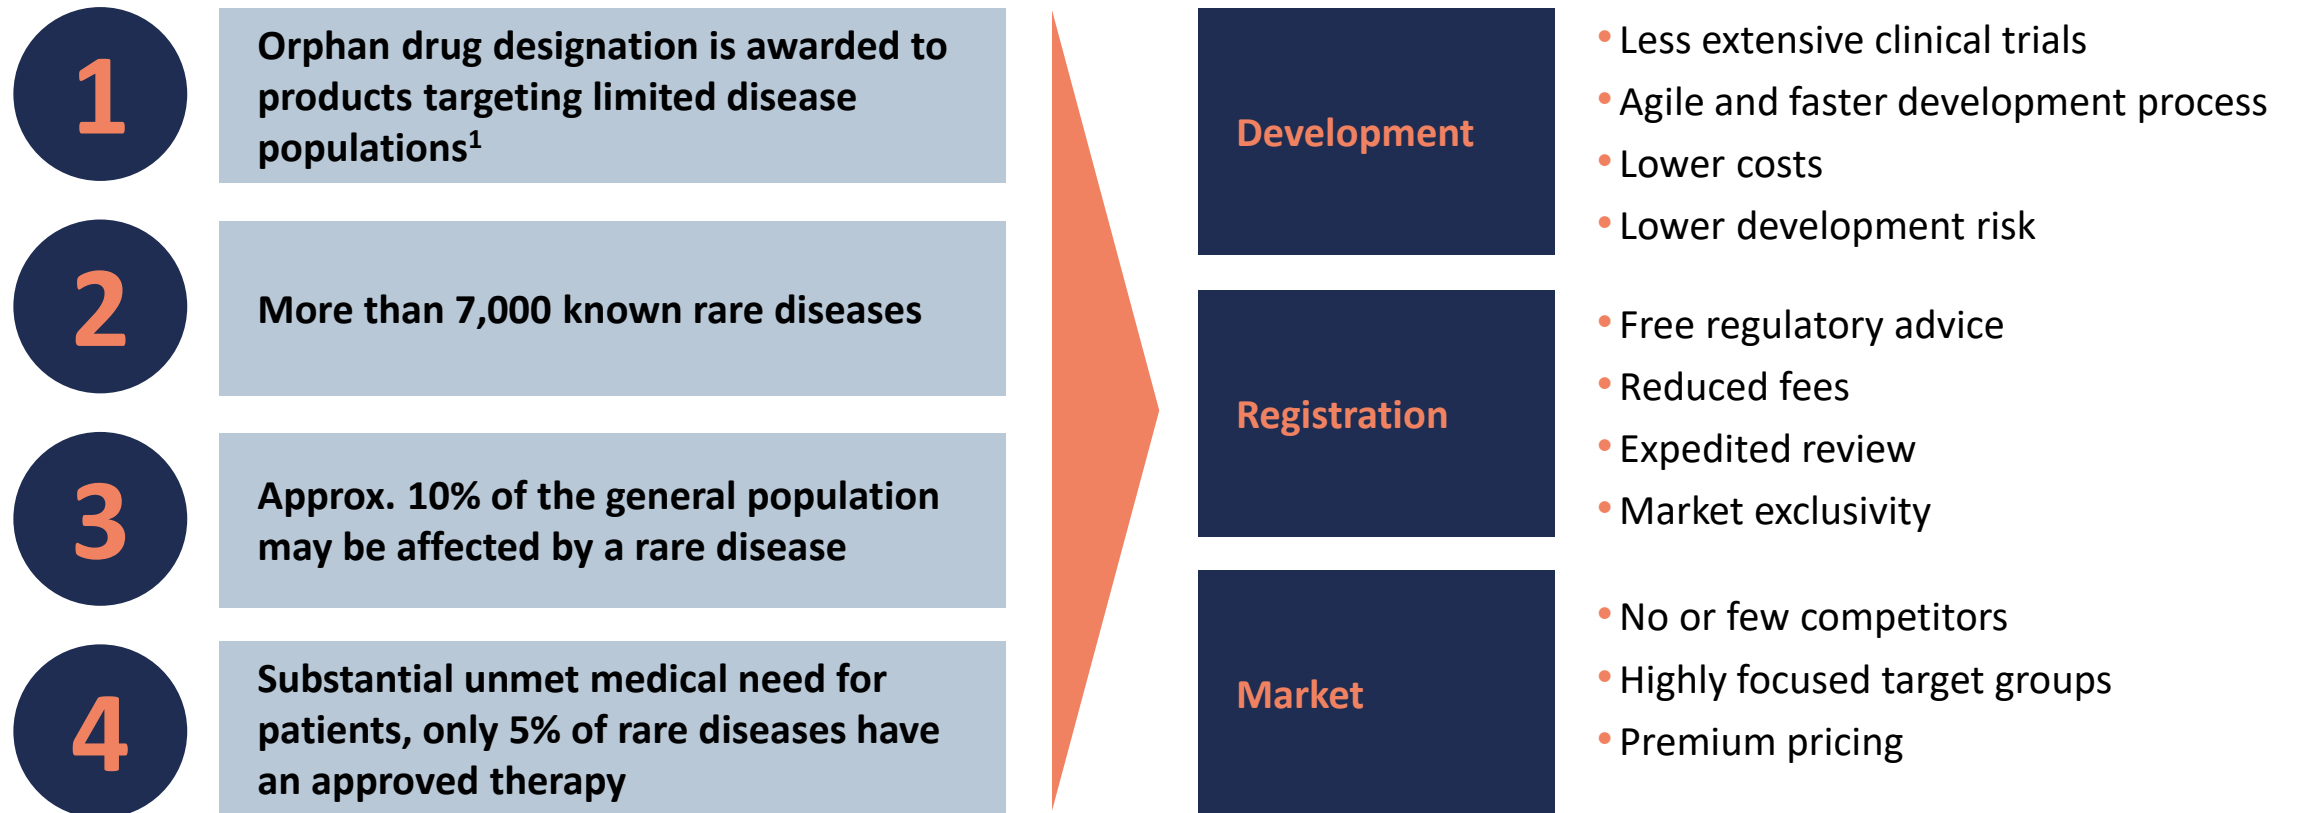 1
Orphan drug designation is awarded to
products targeting limited disease
populations¹
2
More than 7,000 known rare diseases
3
Approx. 10% of the general population
may be affected by a rare disease
4
Substantial unmet medical need for
patients, only 5% of rare diseases have
an approved therapy
Development
• Less extensive clinical trials
• Agile and faster development process
• Lower costs
• Lower development risk
Registration
• Free regulatory advice
• Reduced fees
• Expedited review
• Market exclusivity
Market
• No or few competitors
• Highly focused target groups
• Premium pricing